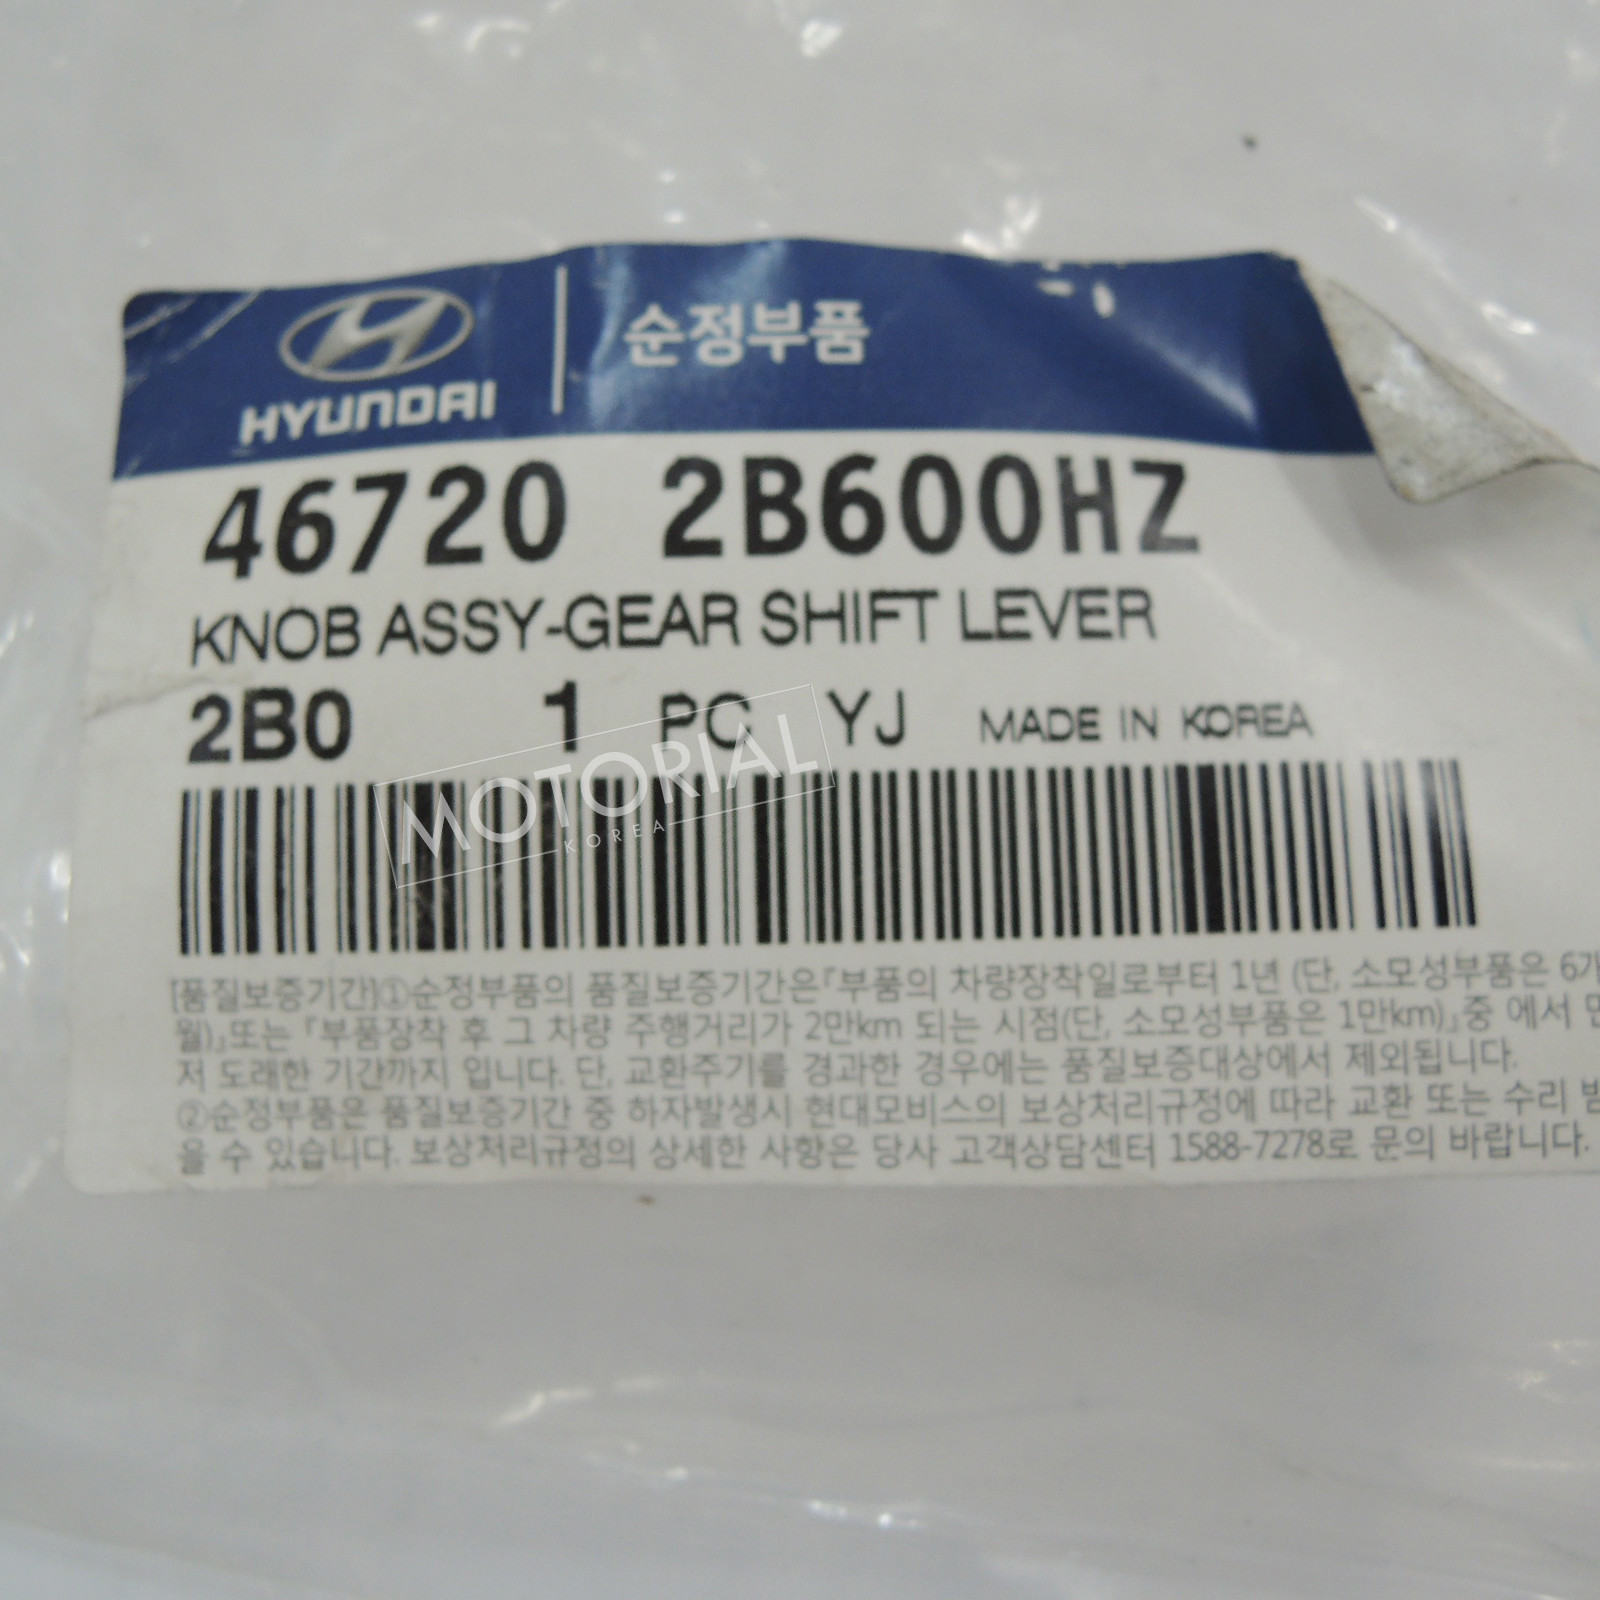 HYUNDAI
순정부품
46720 2B600HZ
KNOB ASSY-GEAR SHIFT LEVER
2B0 1 PC YJ MADE IN KOREA
MOTORIAL
KOREA
[품질보증기간]①순정부품의 품질보증기간은「부품의 차량장착일로부터 1년 (단, 소모성부품은 6개
월)」또는 「부품장착 후 그 차량 주행거리가 2만km 되는 시점(단, 소모성부품은 1만km)」중 에서 먼
저 도래한 기간까지 입니다. 단, 교환주기를 경과한 경우에는 품질보증대상에서 제외됩니다.
②순정부품은 품질보증기간 중 하자발생시 현대모비스의 보상처리규정에 따라 교환 또는 수리 받
을 수 있습니다. 보상처리규정의 상세한 사항은 당사 고객상담센터 1588-7278로 문의 바랍니다.